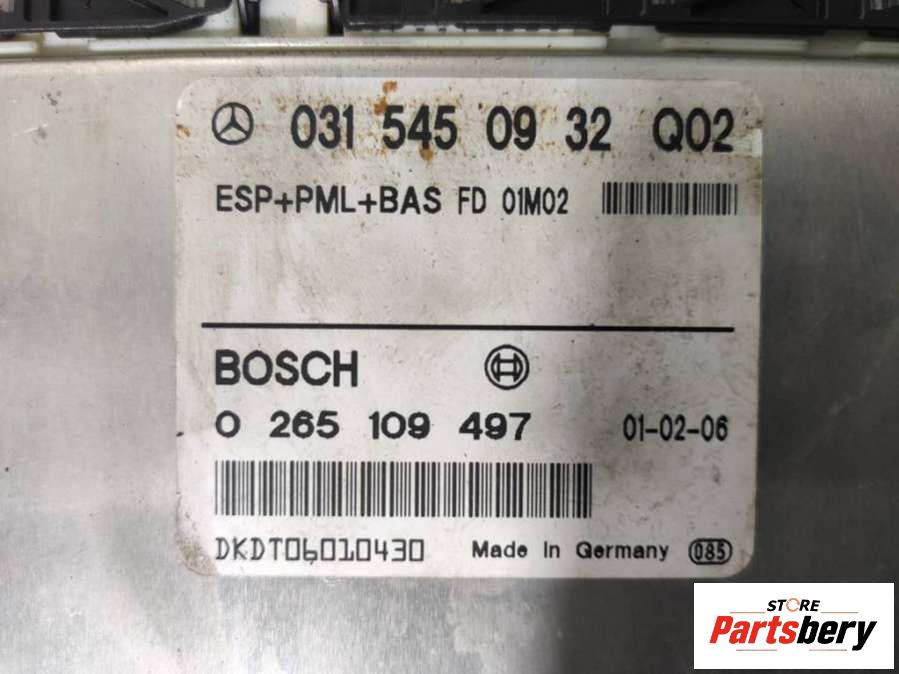 031 545 09 32 Q02
ESP+PML+BAS FD 01M02
BOSCH
0 265 109 497 01-02-06
DKDT06010430 Made In Germany 085
STORE
Partsbery